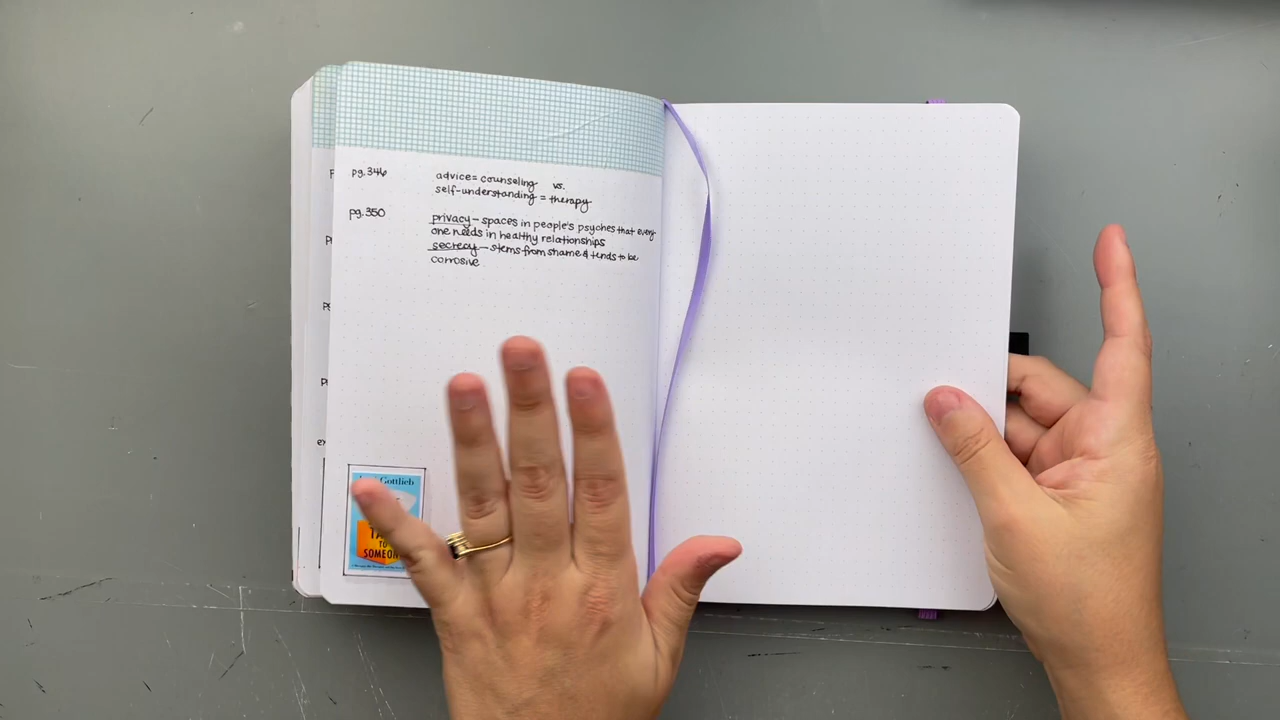 pg. 346
advice = counseling vs.
self-understanding = therapy
pg. 350
privacy - spaces in people's psyches that every-
one needs in healthy relationships
secrecy - stems from shame & tends to be
corrosive
Gottlieb
TO
SOMEON